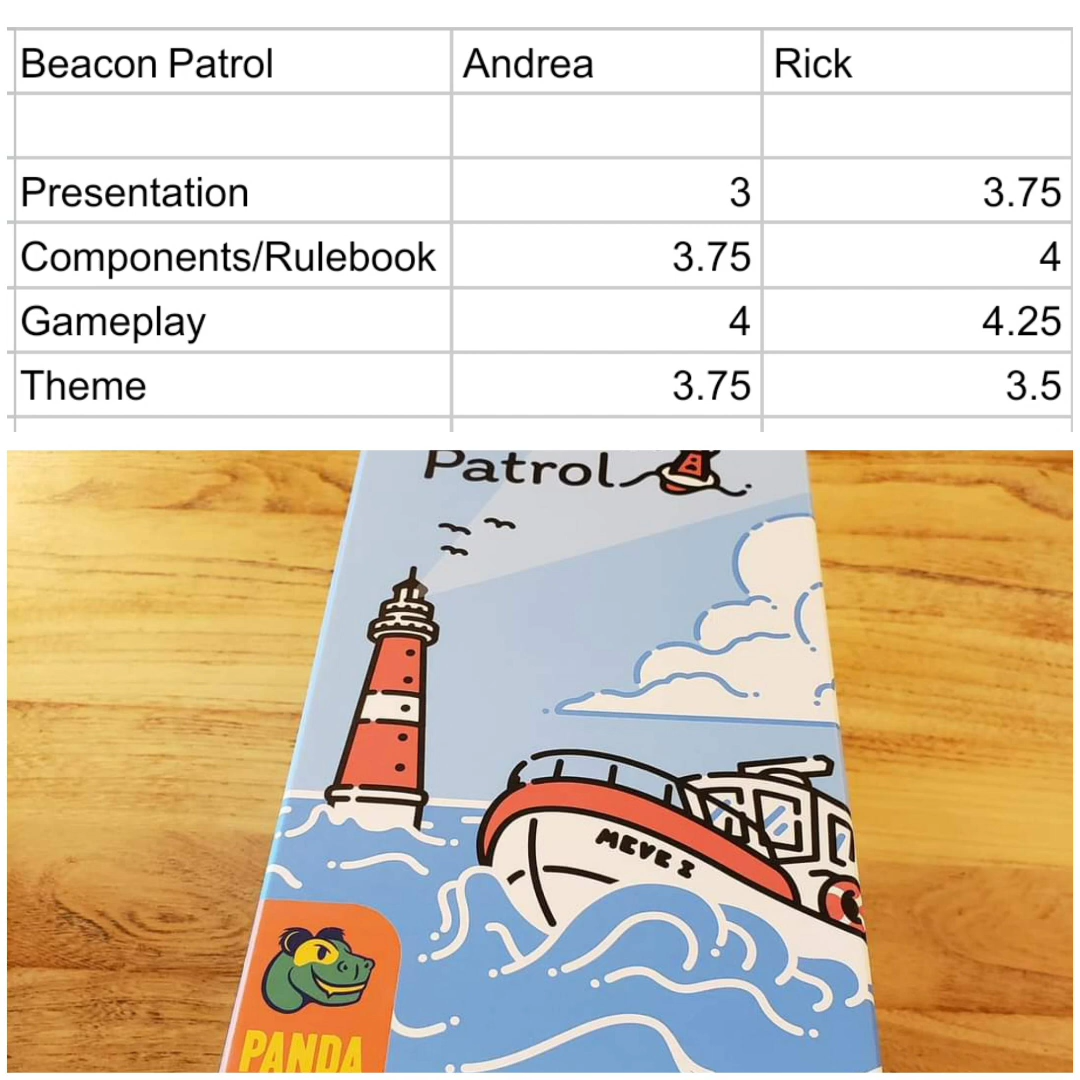 Beacon Patrol Andrea Rick
Presentation 3 3.75
Components/Rulebook 3.75 4
Gameplay 4 4.25
Theme 3.75 3.5
Patrol
MEVE I
PANDA